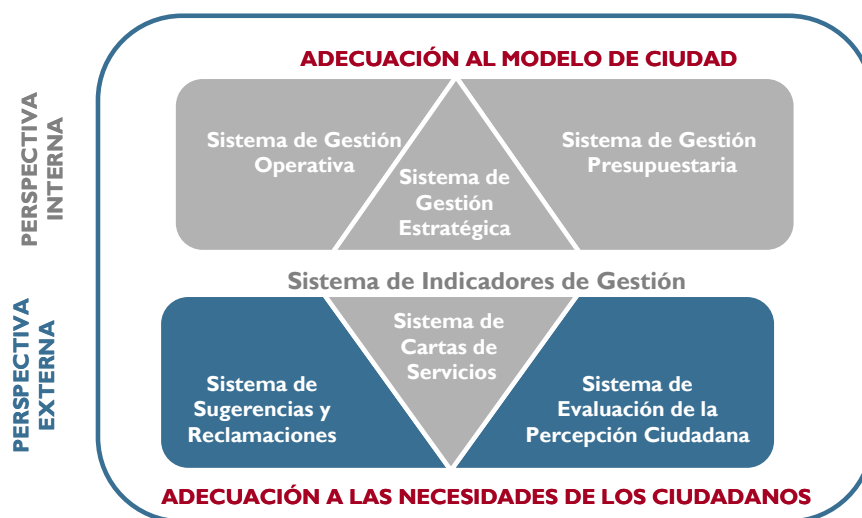 ADECUACIÓN AL MODELO DE CIUDAD
PERSPECTIVA
INTERNA
Sistema de Gestión
Operativa
Sistema de
Gestión
Estratégica
Sistema de Gestión
Presupuestaria
Sistema de Indicadores de Gestión
PERSPECTIVA
EXTERNA
Sistema de
Cartas de
Servicios
Sistema de
Sugerencias y
Reclamaciones
Sistema de
Evaluación de la
Percepción Ciudadana
ADECUACIÓN A LAS NECESIDADES DE LOS CIUDADANOS